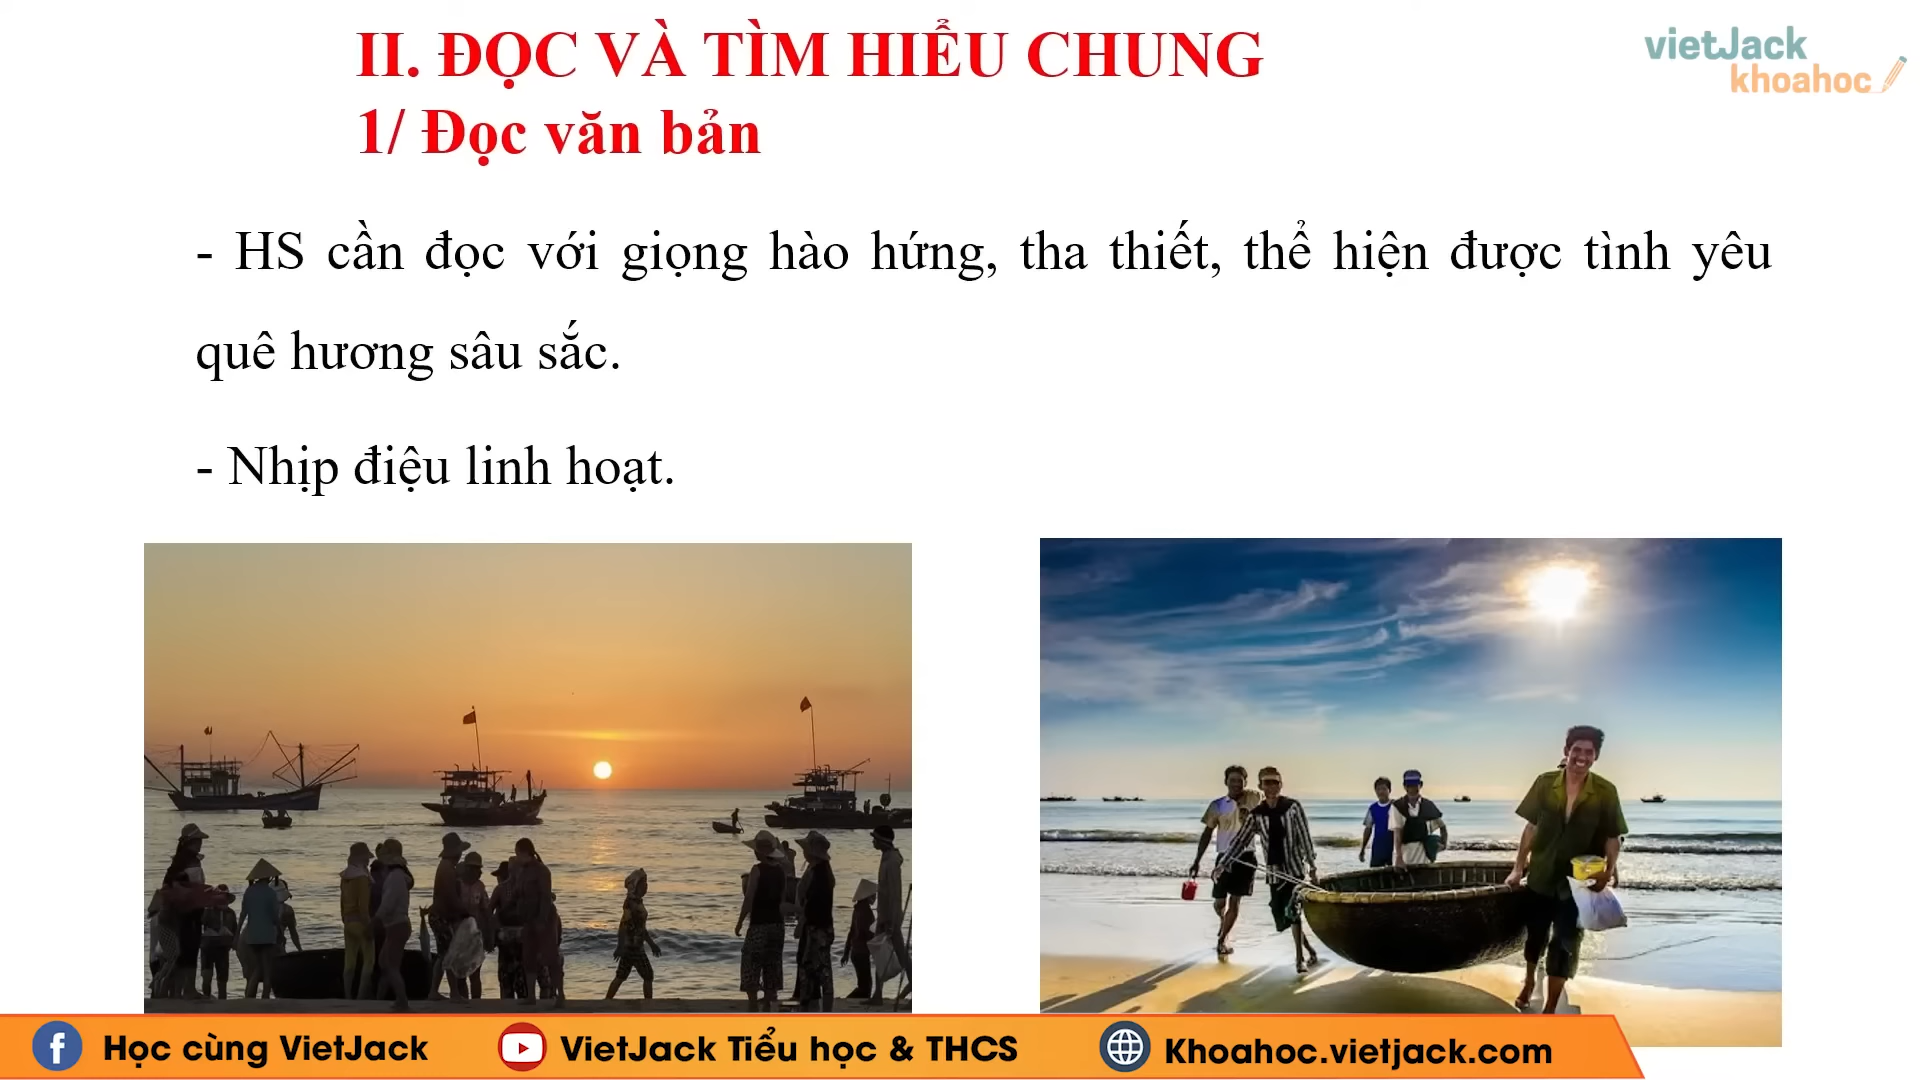 II. ĐỌC VÀ TÌM HIỂU CHUNG
vietJack
khoahoc
1/ Đọc văn bản
- HS cần đọc với giọng hào hứng, tha thiết, thể hiện được tình yêu
quê hương sâu sắc.
- Nhịp điệu linh hoạt.
Học cùng VietJack
VietJack Tiểu học & THCS
Khoahoc.vietjack.com